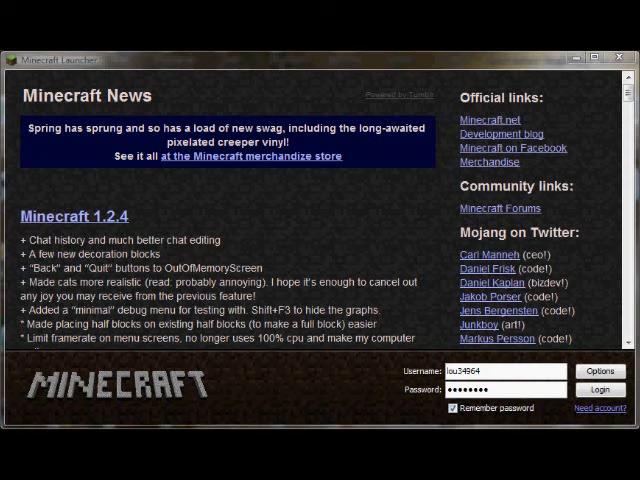 Minecraft Launcher
Minecraft News
Powered by Tumblr
Spring has sprung and so has a load of new swag, including the long-awaited
pixelated creeper vinyl!
See it all at the Minecraft merchandize store
Minecraft 1.2.4
+ Chat history and much better chat editing
+ A few new decoration blocks
+ "Back" and "Quit" buttons to OutOfMemoryScreen
+ Made cats more realistic (read: probably annoying). I hope it's enough to cancel out
any joy you may receive from the previous feature!
+ Added a "minimal" debug menu for testing with. Shift+F3 to hide the graphs.
* Made placing half blocks on existing half blocks (to make a full block) easier
* Limit framerate on menu screens, no longer uses 100% cpu and make my computer
Official links:
Minecraft.net
Development blog
Minecraft on Facebook
Merchandise
Community links:
Minecraft Forums
Mojang on Twitter:
Carl Manneh (ceo!)
Daniel Frisk (code!)
Daniel Kaplan (bizdev!)
Jakob Porser (code!)
Jens Bergensten (code!)
Junkboy (art!)
Markus Persson (code!)
MINECRAFT
Username: lou34964
Options
Password: ••••••••
Login
Remember password
Need account?